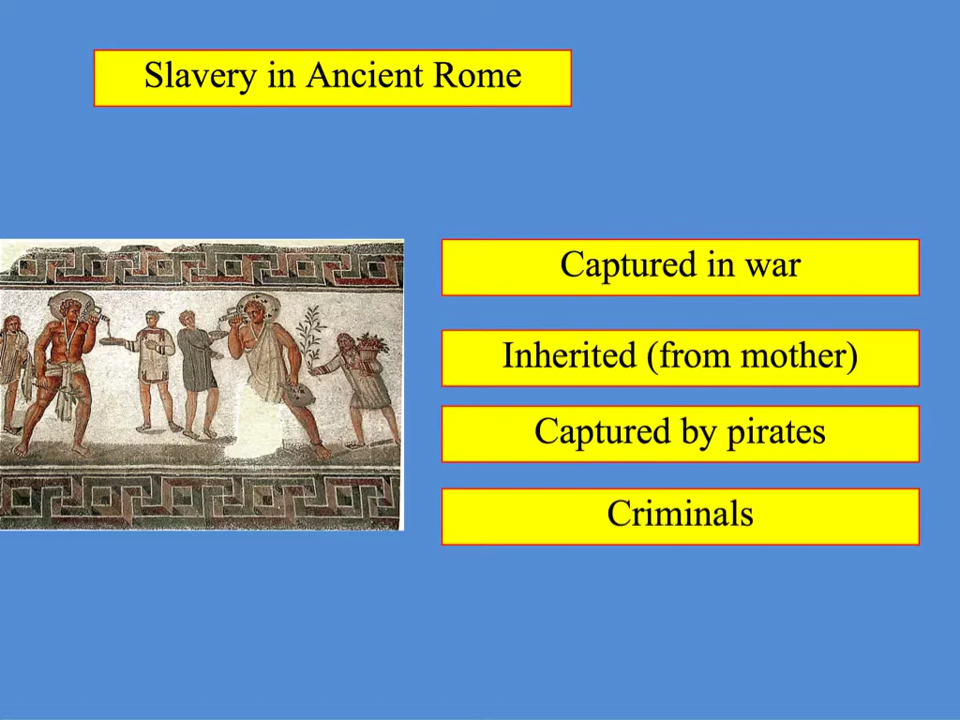 Slavery in Ancient Rome
Captured in war
Inherited (from mother)
Captured by pirates
Criminals